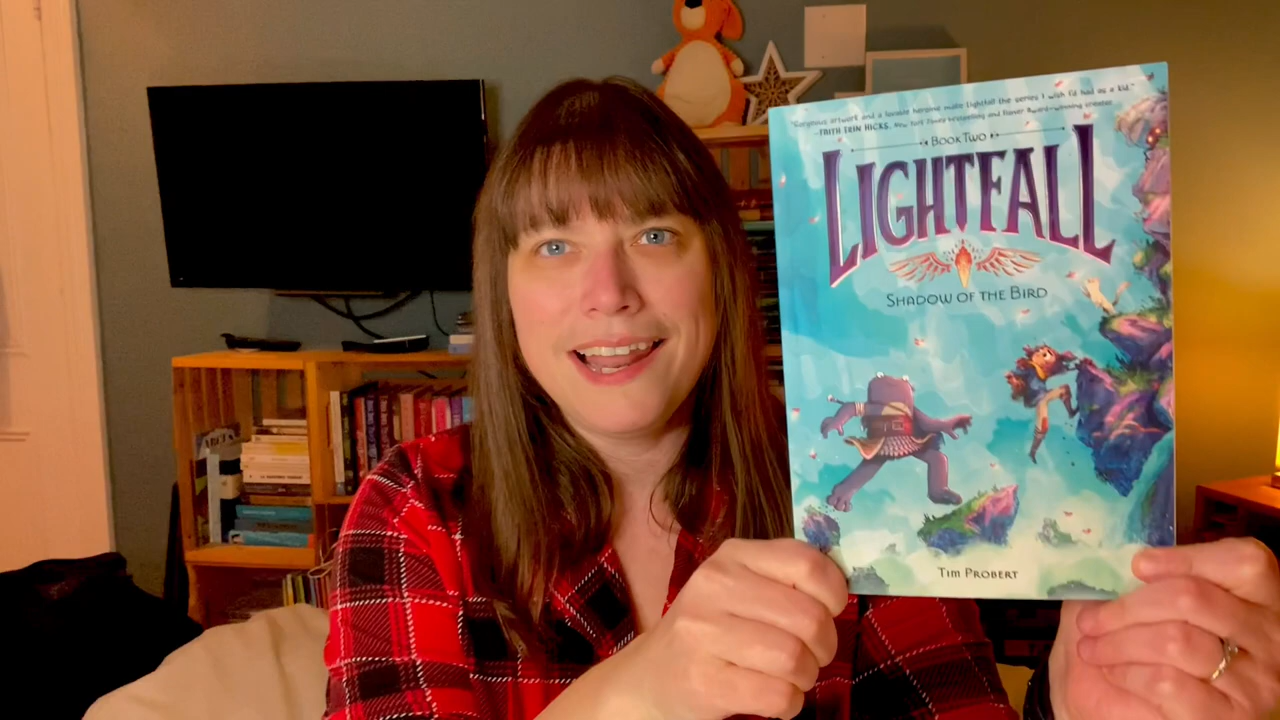 "Gorgeous artwork and a lovable heroine make Lightfall the series I wish I'd had as a kid."
—FAITH ERIN HICKS, New York Times bestselling and Eisner Award–winning creator
BOOK TWO
LIGHTFALL
SHADOW OF THE BIRD
TIM PROBERT